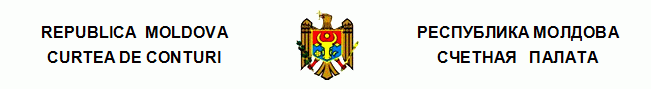 REPUBLICA MOLDOVA
CURTEA DE CONTURI
РЕСПУБЛИКА МОЛДОВА
СЧЕТНАЯ ПАЛАТА